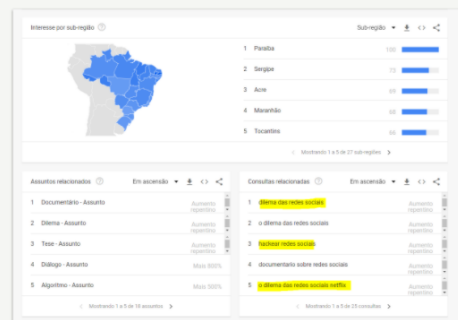 Interesse por sub-região
Sub-região
1 Paraíba 100
2 Sergipe 73
3 Acre 69
4 Maranhão 68
5 Tocantins 66
Mostrando 1 a 5 de 27 sub-regiões
Assuntos relacionados
Em ascensão
1 Documentário - Assunto Aumento repentino
2 Dilema - Assunto Aumento repentino
3 Tese - Assunto Aumento repentino
4 Diálogo - Assunto Mais 800%
5 Algoritmo - Assunto Mais 500%
Mostrando 1 a 5 de 18 assuntos
Consultas relacionadas
Em ascensão
1 dilema das redes sociais Aumento repentino
2 o dilema das redes sociais Aumento repentino
3 hackear redes sociais Aumento repentino
4 documentario sobre redes sociais Aumento repentino
5 o dilema das redes sociais netflix Aumento repentino
Mostrando 1 a 5 de 25 consultas